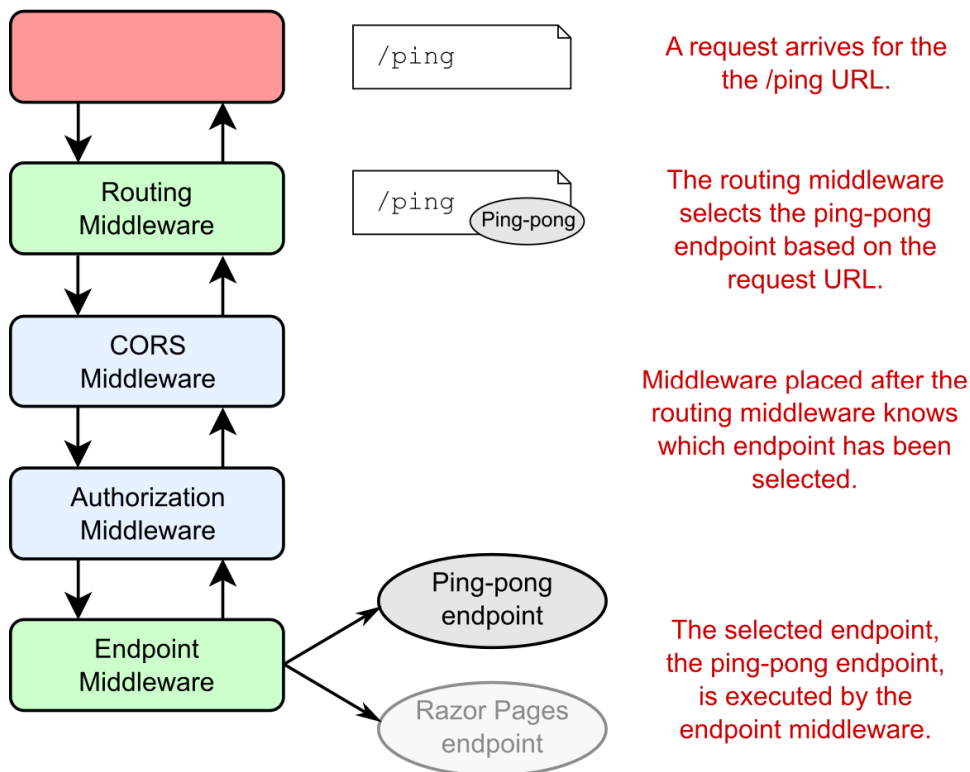 /ping
A request arrives for the
the /ping URL.
Routing
Middleware
/ping
Ping-pong
The routing middleware
selects the ping-pong
endpoint based on the
request URL.
CORS
Middleware
Middleware placed after the
routing middleware knows
which endpoint has been
selected.
Authorization
Middleware
Ping-pong
endpoint
Endpoint
Middleware
The selected endpoint,
the ping-pong endpoint,
is executed by the
endpoint middleware.
Razor Pages
endpoint